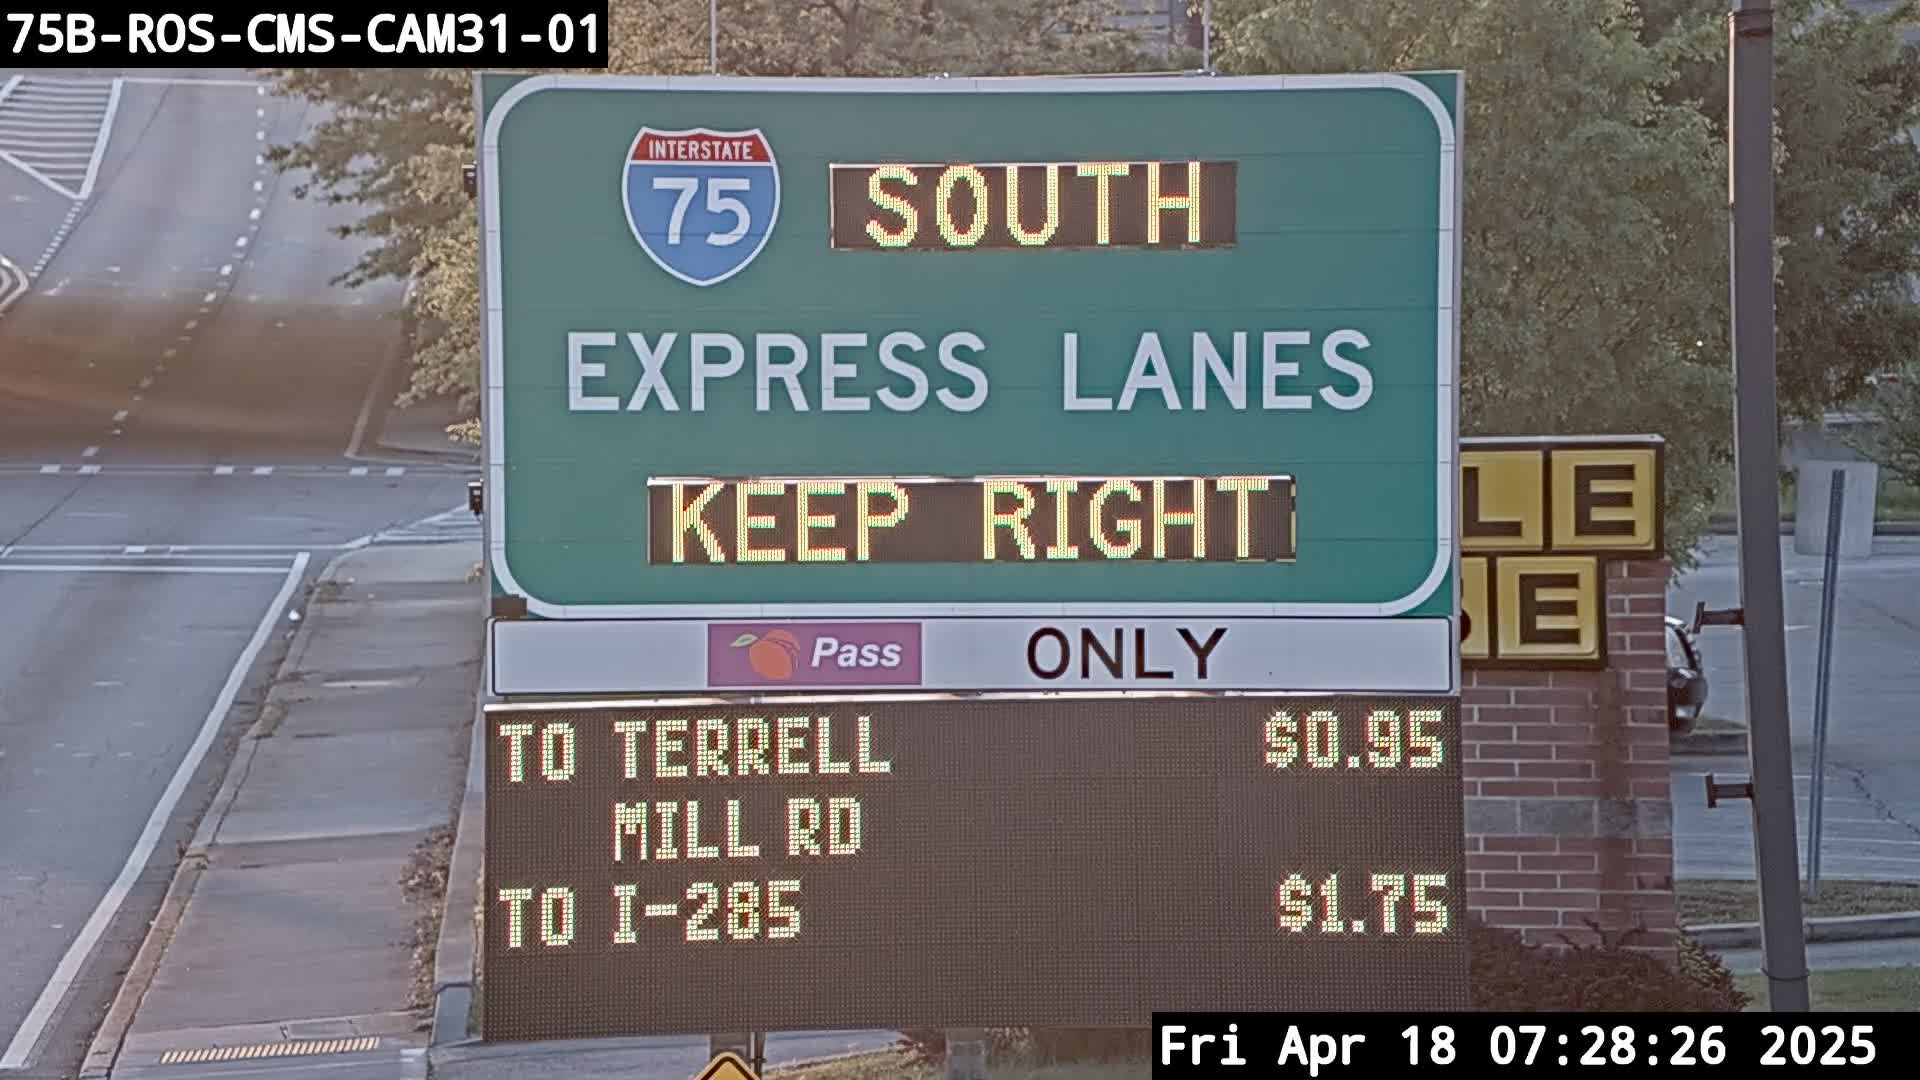 75B-ROS-CMS-CAM31-01
INTERSTATE
75
SOUTH
EXPRESS LANES
KEEP RIGHT
LE
E
Pass ONLY
TO TERRELL $0.95
MILL RD
TO I-285 $1.75
Fri Apr 18 07:28:26 2025